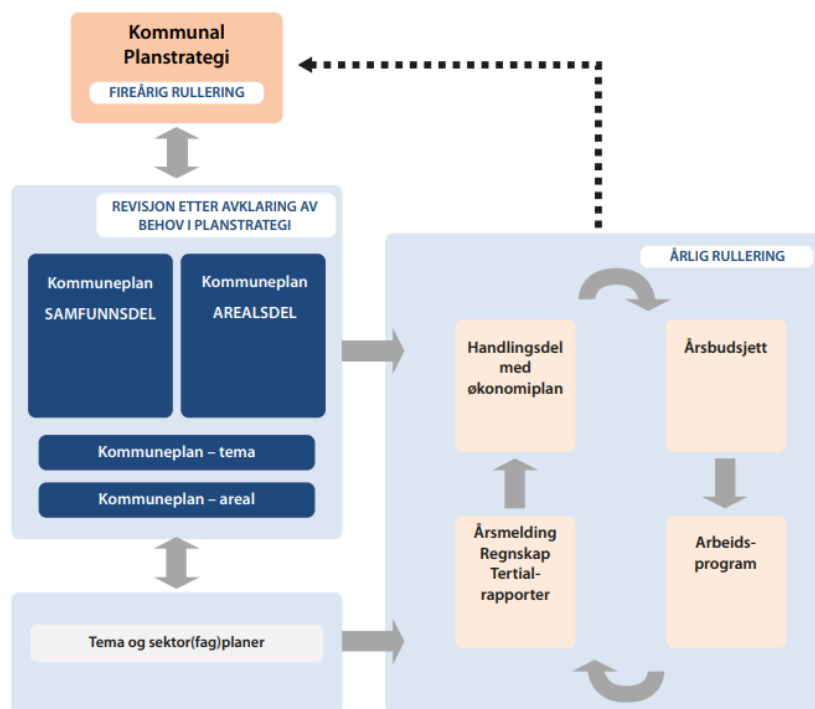 Kommunal
Planstrategi
FIREÅRIG RULLERING
REVISJON ETTER AVKLARING AV
BEHOV I PLANSTRATEGI
Kommuneplan
SAMFUNNSDEL
Kommuneplan
AREALSDEL
Kommuneplan – tema
Kommuneplan – areal
Tema og sektor(fag)planer
ÅRLIG RULLERING
Handlingsdel
med
økonomiplan
Årsbudsjett
Årsmelding
Regnskap
Tertial-
rapporter
Arbeids-
program